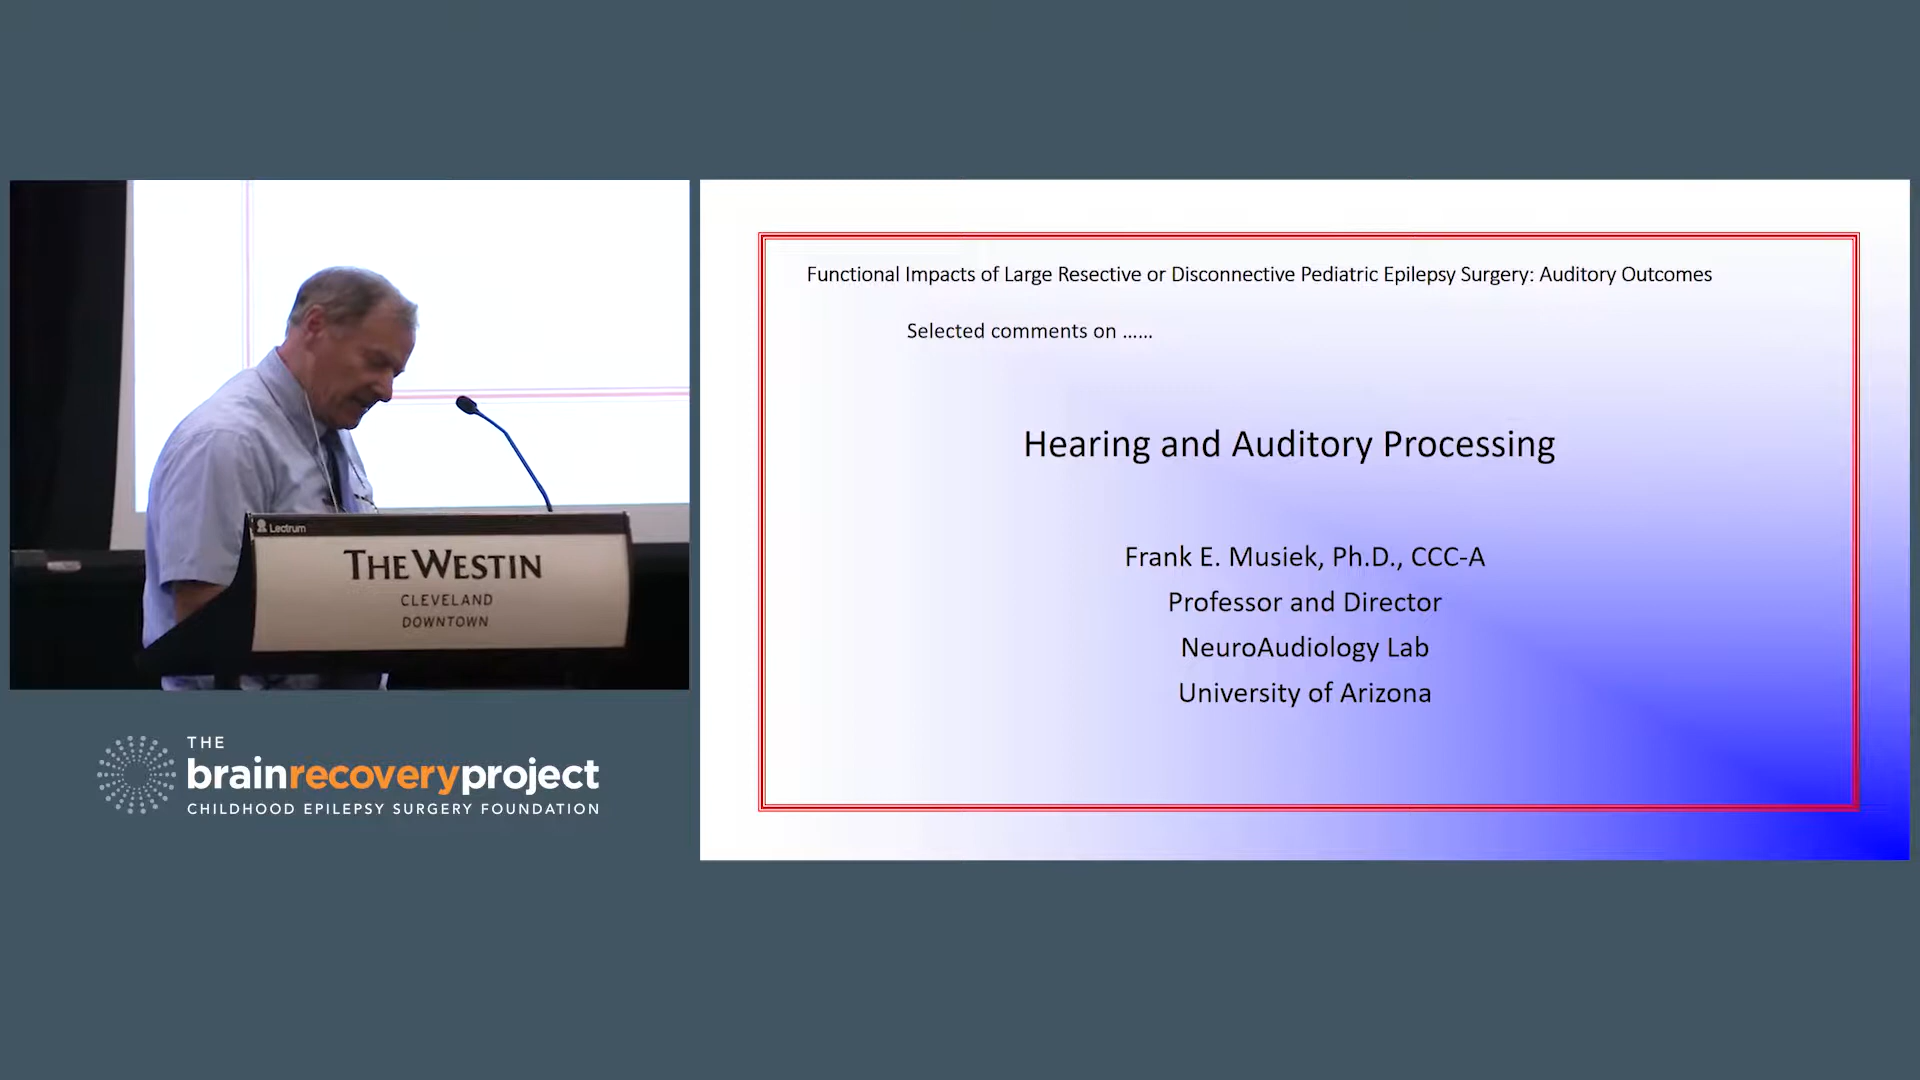 Lectrum
THE WESTIN
CLEVELAND
DOWNTOWN
THE
brainrecoveryproject
CHILDHOOD EPILEPSY SURGERY FOUNDATION
Functional Impacts of Large Resective or Disconnective Pediatric Epilepsy Surgery: Auditory Outcomes
Selected comments on ......
Hearing and Auditory Processing
Frank E. Musiek, Ph.D., CCC-A
Professor and Director
NeuroAudiology Lab
University of Arizona